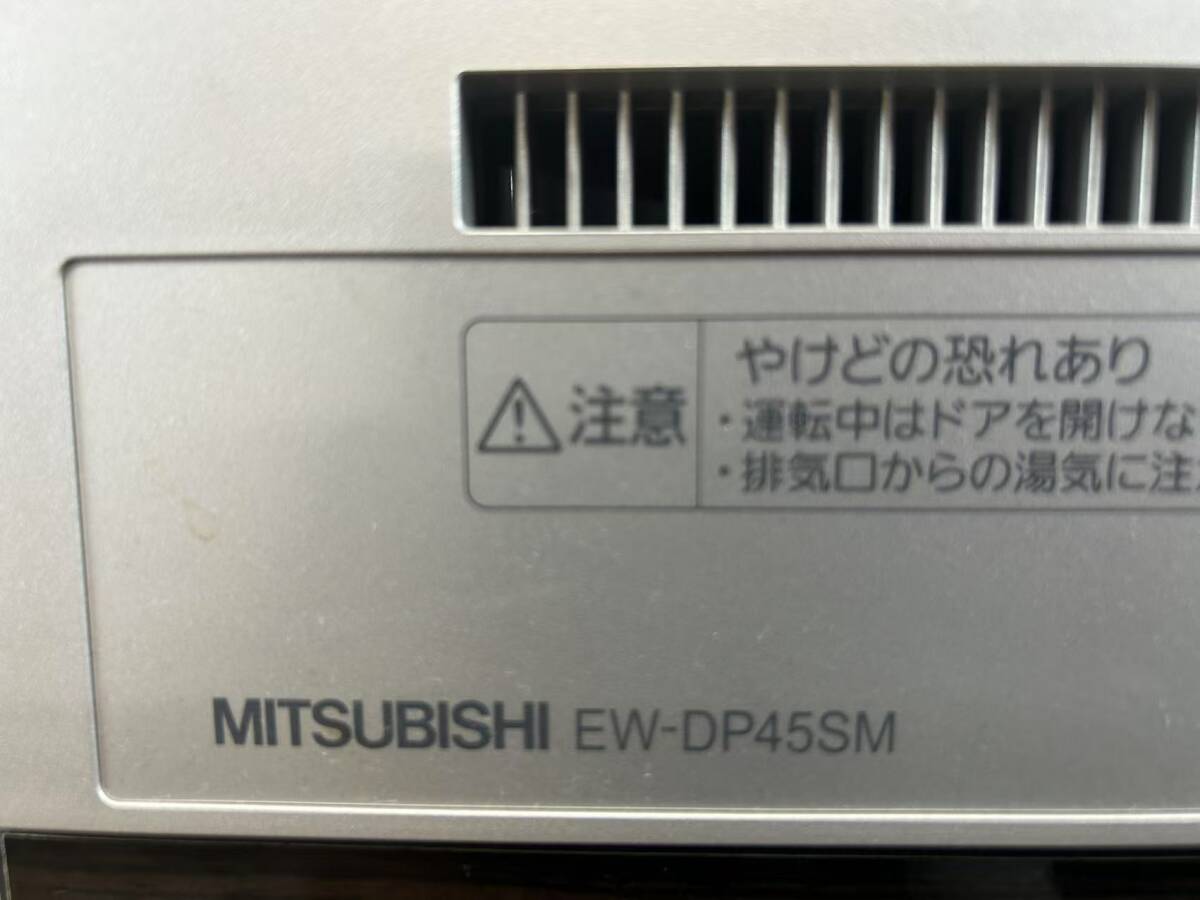 注意
やけどの恐れあり
・運転中はドアを開けな
・排気口からの湯気に注
MITSUBISHI EW-DP45SM